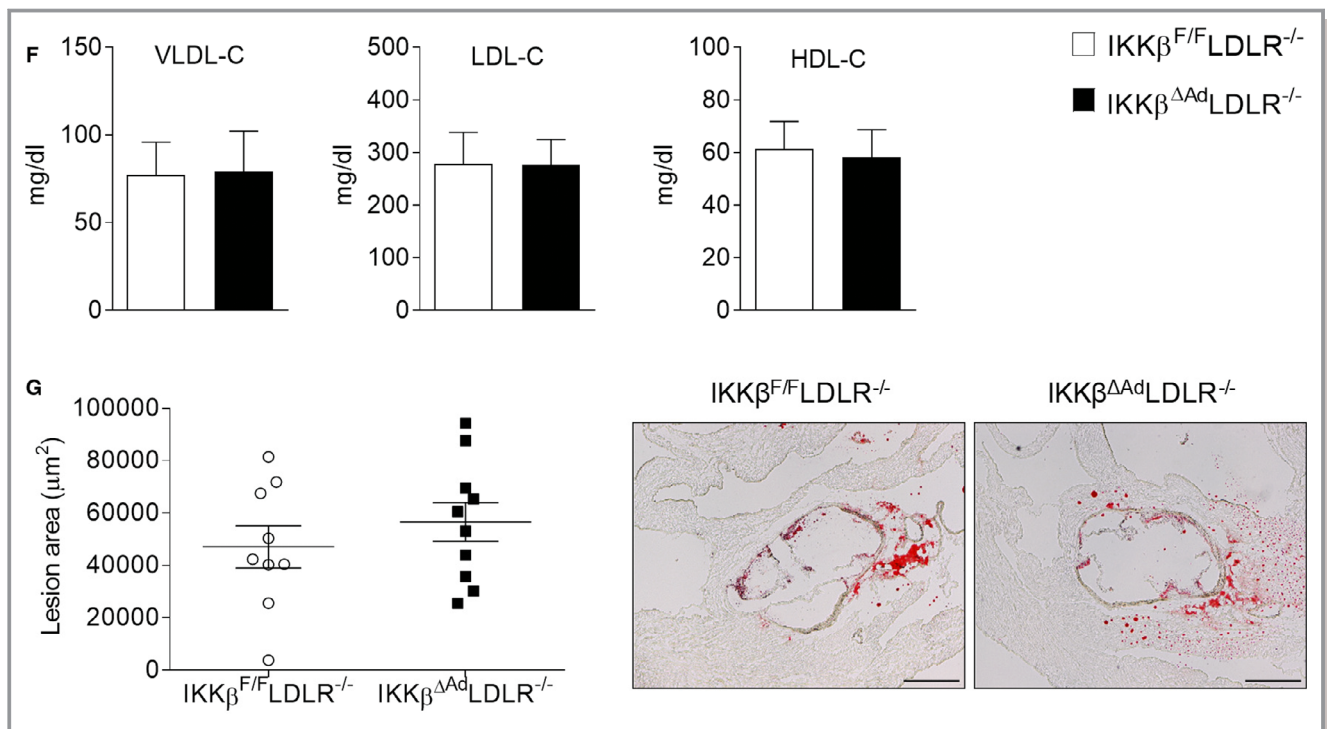 F
VLDL-C
mg/dl
150
100
50
0
LDL-C
mg/dl
500
400
300
200
100
0
HDL-C
mg/dl
100
80
60
40
20
0
IKKβF/FLDLR-/-
IKKβΔAdLDLR-/-
G
Lesion area (μm2)
100000
80000
60000
40000
20000
0
IKKβF/FLDLR-/-
IKKβΔAdLDLR-/-
IKKβF/FLDLR-/-
IKKβΔAdLDLR-/-